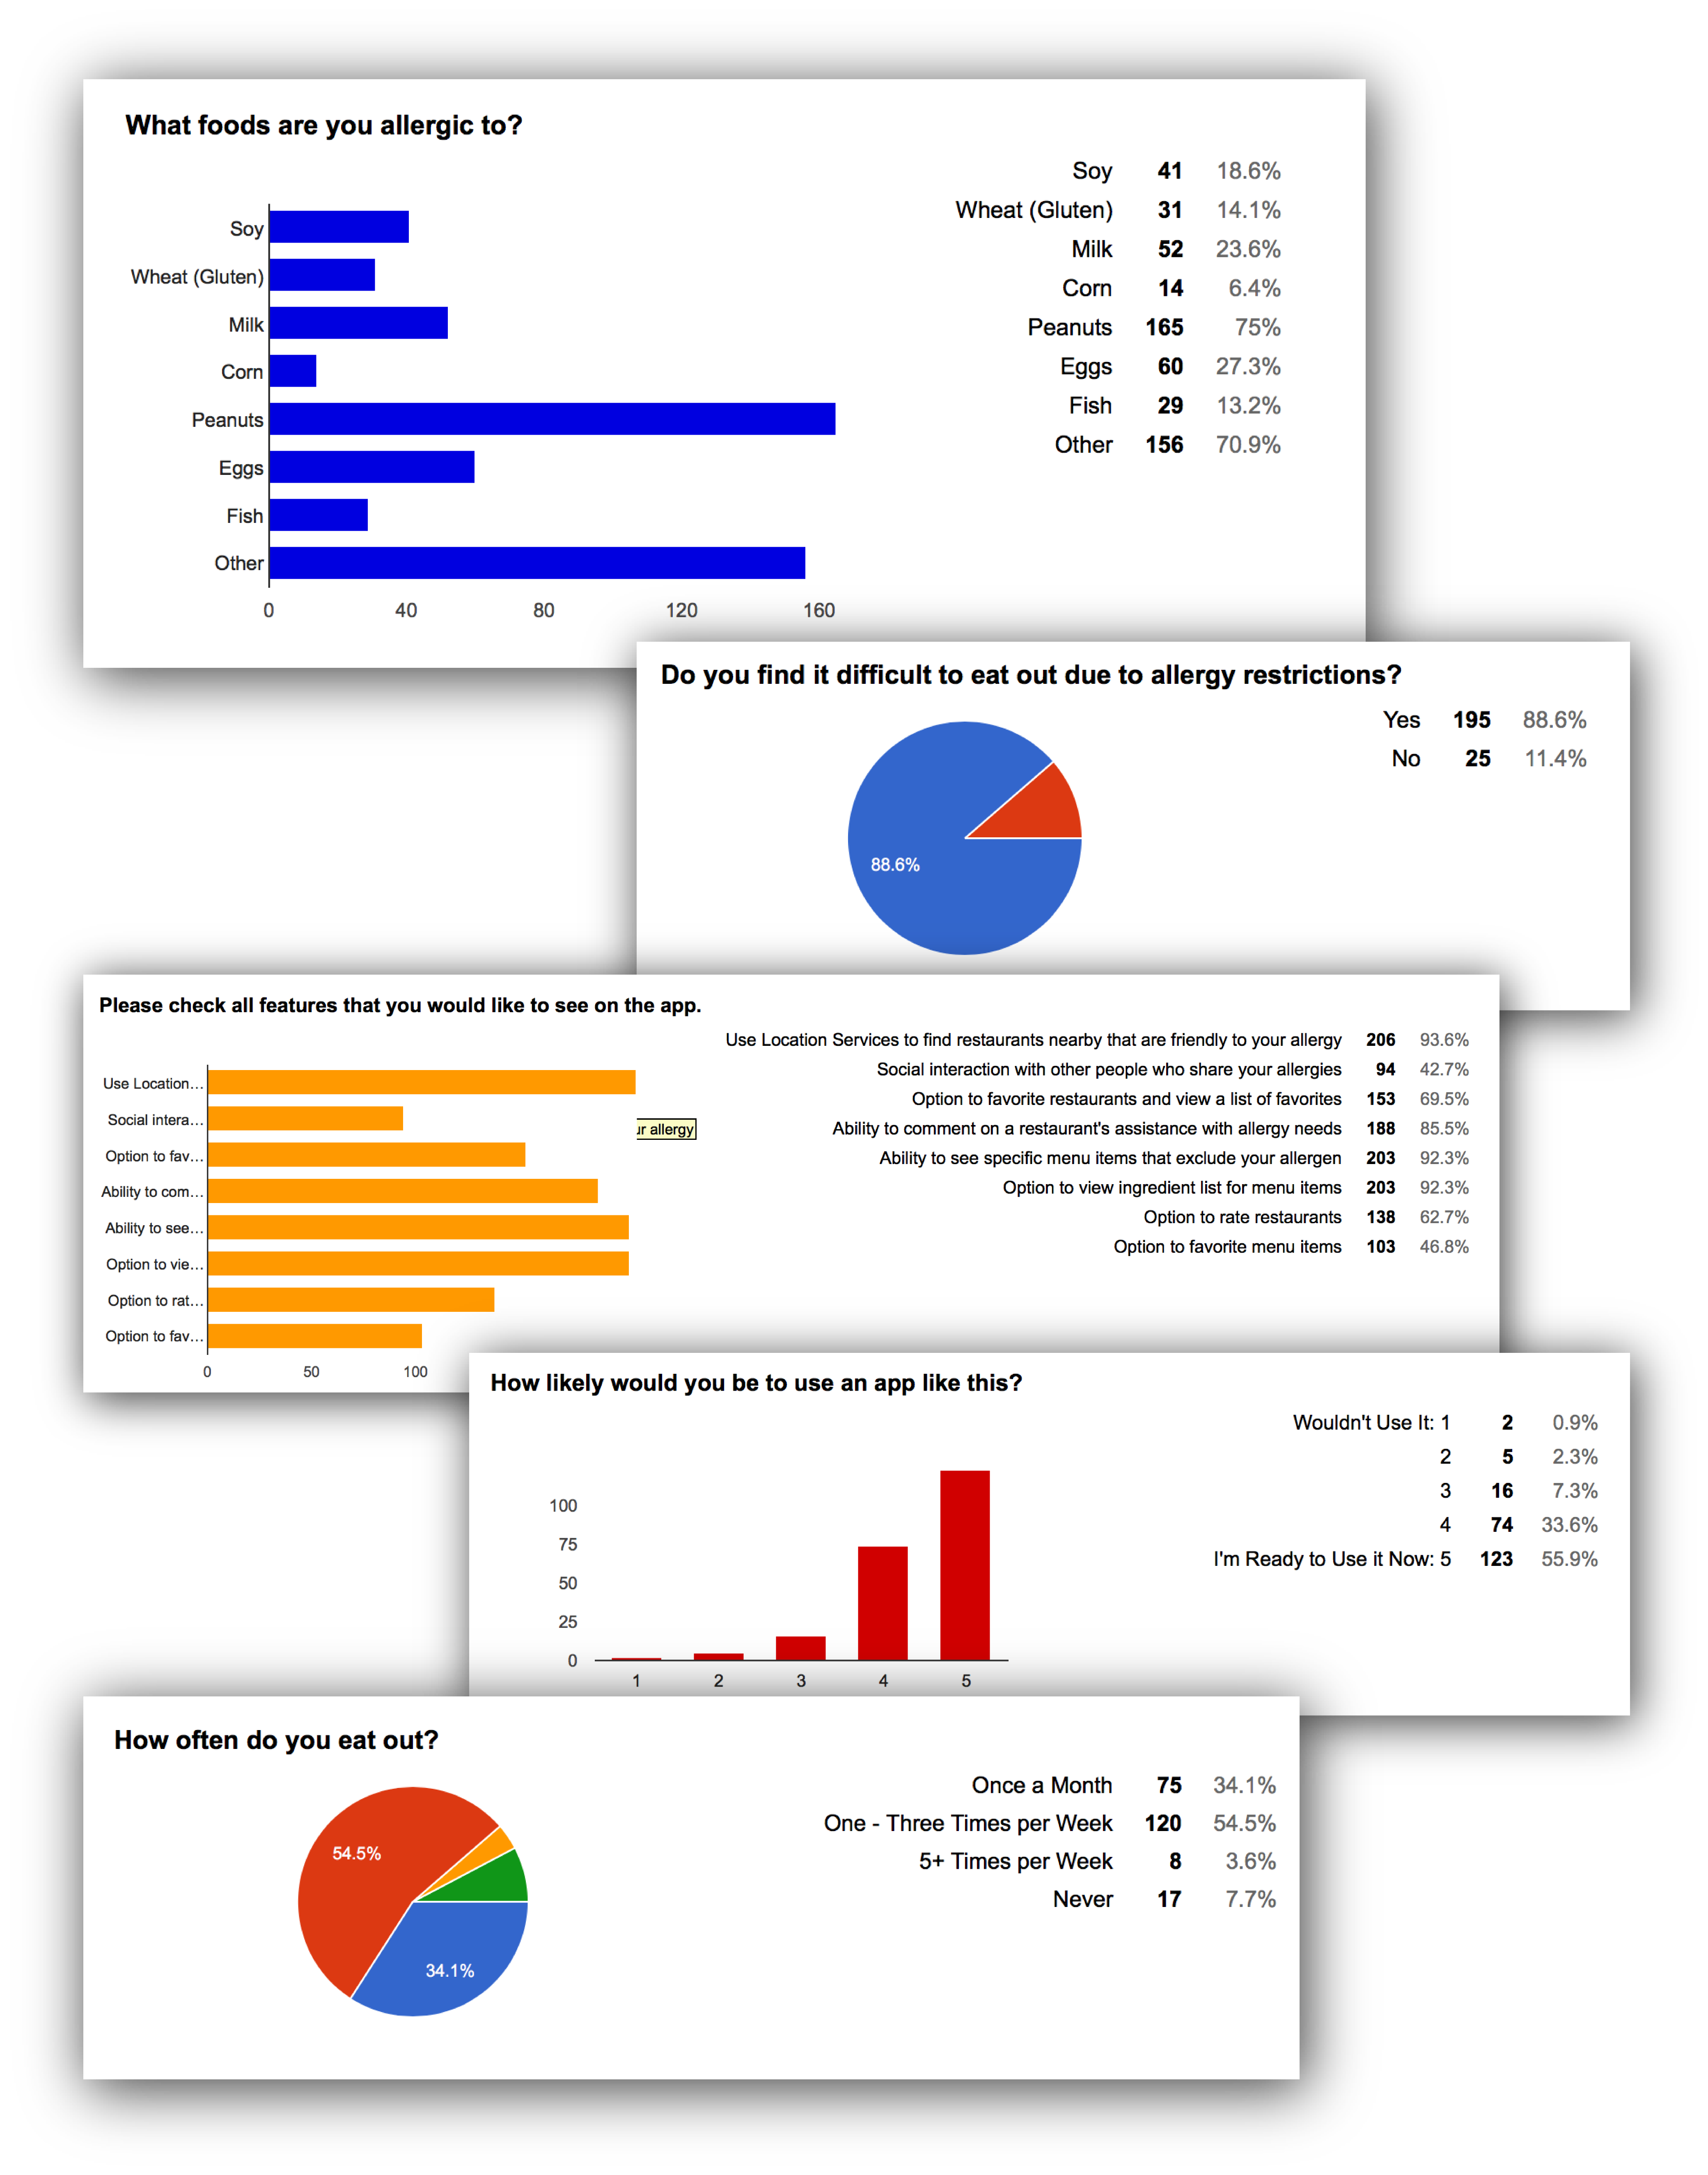 What foods are you allergic to?
Soy
Wheat (Gluten)
Milk
Corn
Peanuts
Eggs
Fish
Other
0 40 80 120 160
Soy 41 18.6%
Wheat (Gluten) 31 14.1%
Milk 52 23.6%
Corn 14 6.4%
Peanuts 165 75%
Eggs 60 27.3%
Fish 29 13.2%
Other 156 70.9%
Do you find it difficult to eat out due to allergy restrictions?
88.6%
Yes 195 88.6%
No 25 11.4%
Please check all features that you would like to see on the app.
Use Location...
Social intera...
Option to fav...
Ability to com...
Ability to see...
Option to vie...
Option to rat...
Option to fav...
0 50 100
ur allergy
Use Location Services to find restaurants nearby that are friendly to your allergy 206 93.6%
Social interaction with other people who share your allergies 94 42.7%
Option to favorite restaurants and view a list of favorites 153 69.5%
Ability to comment on a restaurant's assistance with allergy needs 188 85.5%
Ability to see specific menu items that exclude your allergen 203 92.3%
Option to view ingredient list for menu items 203 92.3%
Option to rate restaurants 138 62.7%
Option to favorite menu items 103 46.8%
How likely would you be to use an app like this?
100
75
50
25
0
1 2 3 4 5
Wouldn't Use It: 1 2 0.9%
2 5 2.3%
3 16 7.3%
4 74 33.6%
I'm Ready to Use it Now: 5 123 55.9%
How often do you eat out?
54.5%
34.1%
Once a Month 75 34.1%
One - Three Times per Week 120 54.5%
5+ Times per Week 8 3.6%
Never 17 7.7%